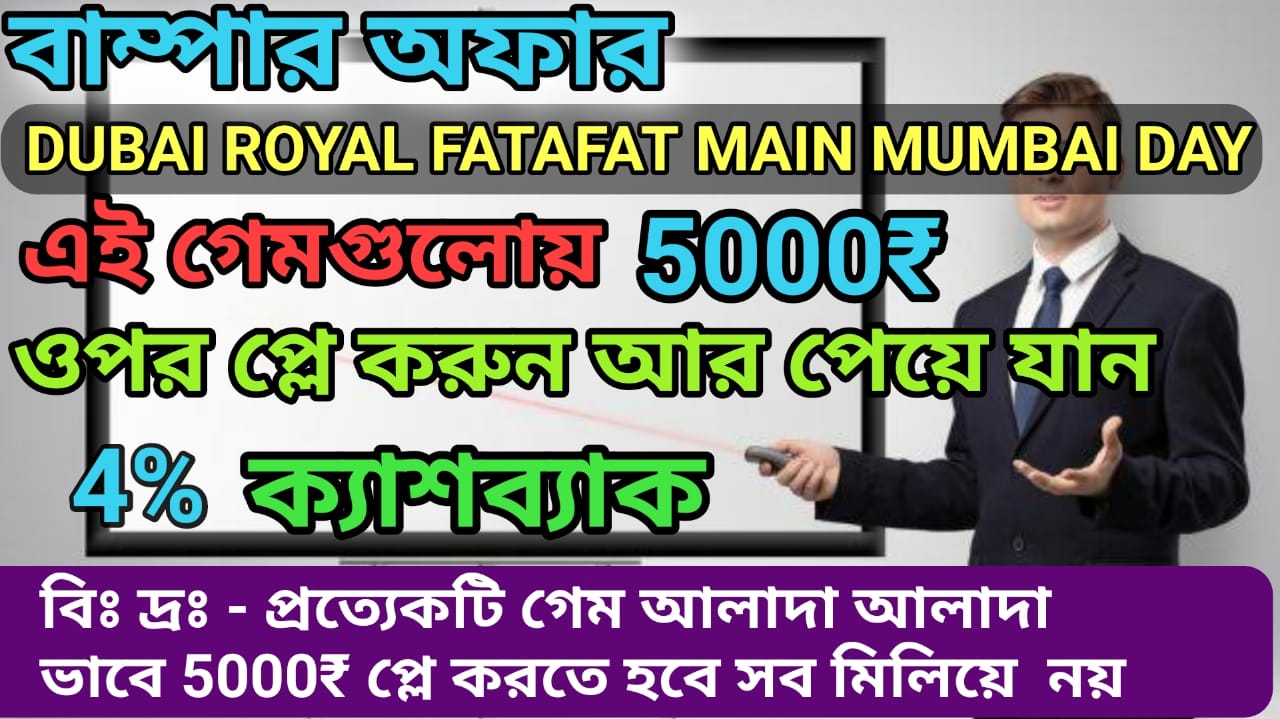 বাম্পার অফার
DUBAI ROYAL FATAFAT MAIN MUMBAI DAY
এই গেমগুলোয় 5000₹
ওপর প্লে করুন আর পেয়ে যান
4% ক্যাশব্যাক
বিঃ দ্রঃ - প্রত্যেকটি গেম আলাদা আলাদা
ভাবে 5000₹ প্লে করতে হবে সব মিলিয়ে নয়